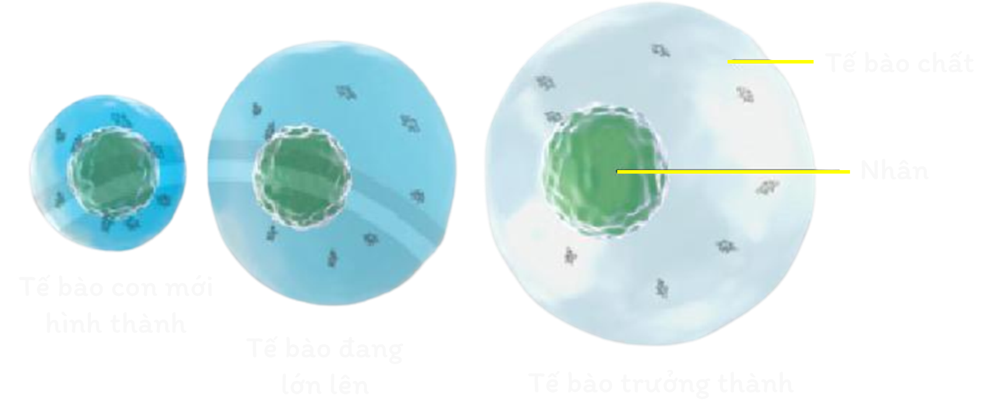 Tế bào chất
Nhân
Tế bào con mới
hình thành
Tế bào đang
lớn lên
Tế bào trưởng thành